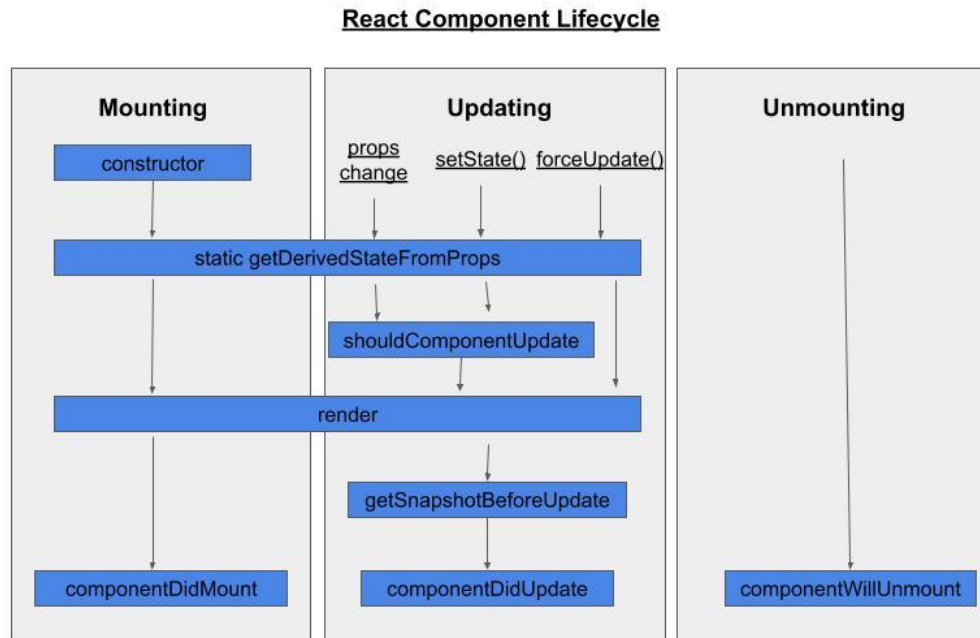 React Component Lifecycle
Mounting
constructor
Updating
props
change
setState()
forceUpdate()
Unmounting
static getDerivedStateFromProps
shouldComponentUpdate
render
getSnapshotBeforeUpdate
componentDidMount
componentDidUpdate
componentWillUnmount